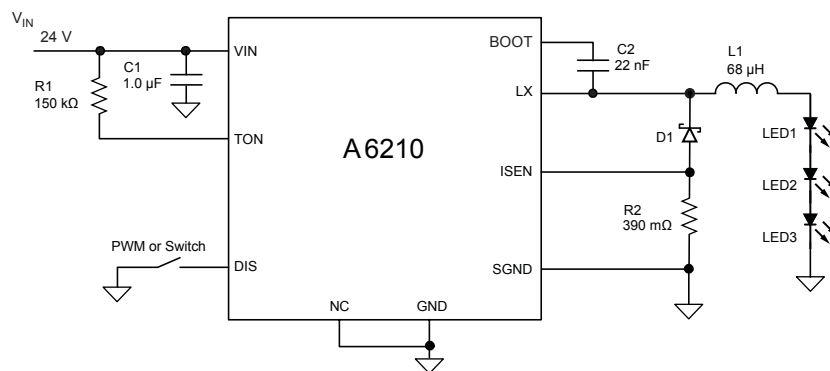 VIN
24 V
R1
150 kΩ
C1
1.0 µF
VIN
TON
PWM or Switch
DIS
A6210
NC
GND
BOOT
LX
ISEN
SGND
C2
22 nF
D1
R2
390 mΩ
L1
68 µH
LED1
LED2
LED3